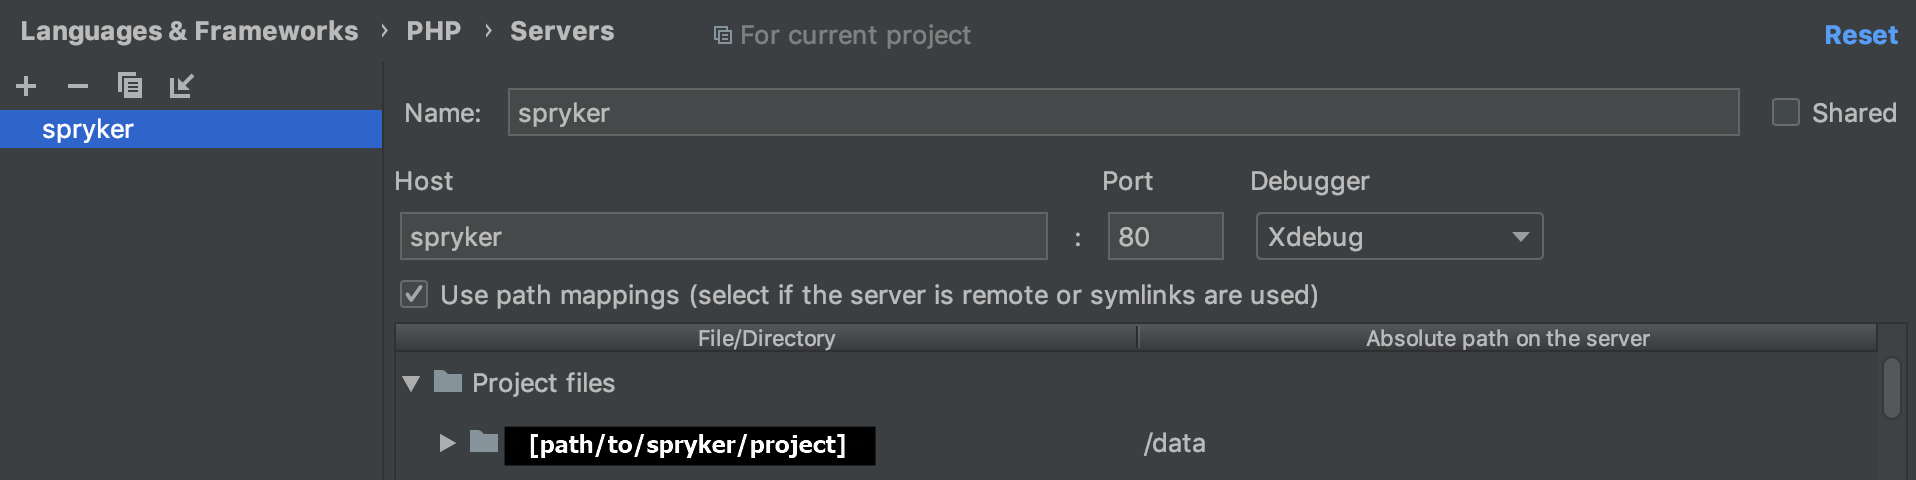 Languages & Frameworks › PHP › Servers For current project Reset
spryker
Name: spryker Shared
Host Port Debugger
spryker : 80 Xdebug
Use path mappings (select if the server is remote or symlinks are used)
File/Directory Absolute path on the server
Project files
[path/to/spryker/project] /data